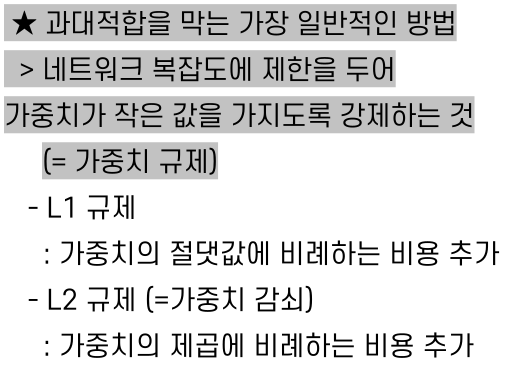 ★ 과대적합을 막는 가장 일반적인 방법
> 네트워크 복잡도에 제한을 두어
가중치가 작은 값을 가지도록 강제하는 것
(= 가중치 규제)
- L1 규제
: 가중치의 절댓값에 비례하는 비용 추가
- L2 규제 (=가중치 감쇠)
: 가중치의 제곱에 비례하는 비용 추가